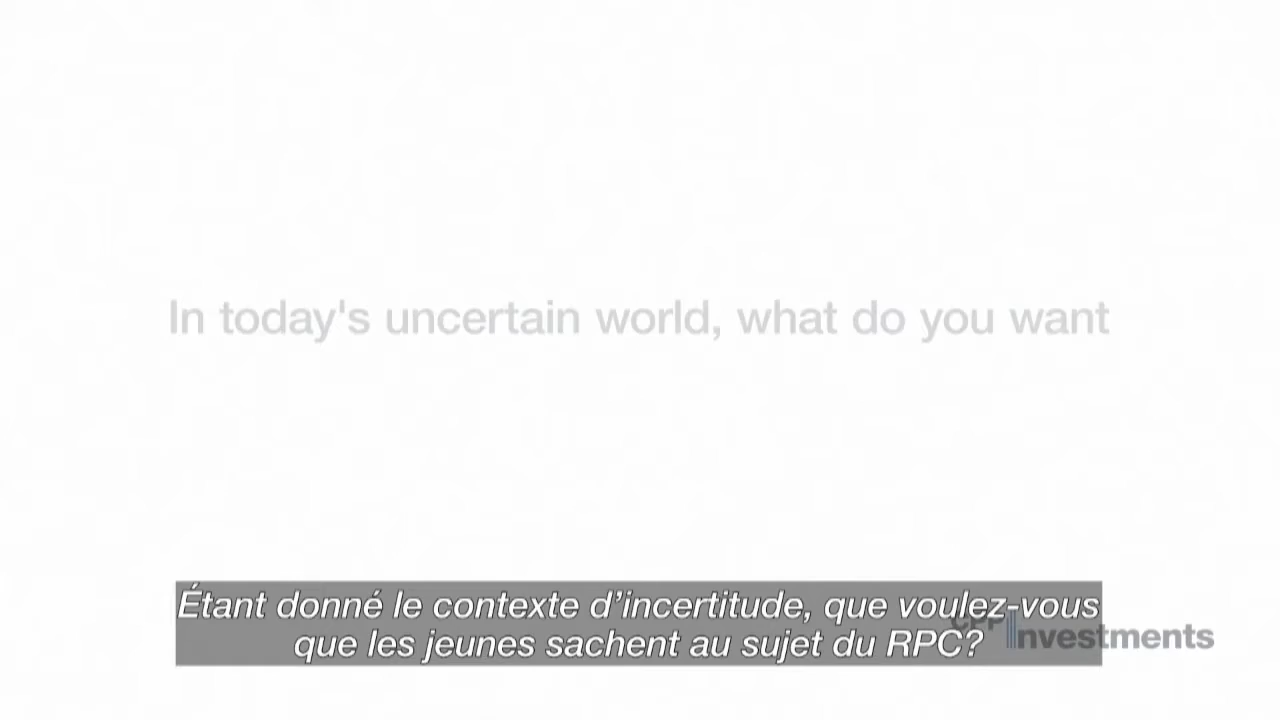 In today's uncertain world, what do you want
Étant donné le contexte d’incertitude, que voulez-vous
que les jeunes sachent au sujet du RPC?
CPP
Investments